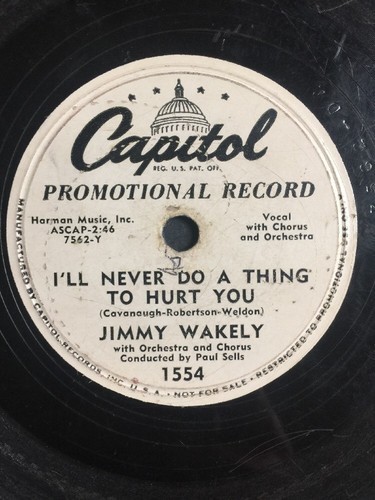 Capitol
REG. U.S. PAT. OFF.
PROMOTIONAL RECORD
Harman Music, Inc.
ASCAP-2:46
7562-Y
Vocal
with Chorus
and Orchestra
I'LL NEVER DO A THING
TO HURT YOU
(Cavanaugh-Robertson-Weldon)
JIMMY WAKELY
with Orchestra and Chorus
Conducted by Paul Sells
1554
MANUFACTURED BY CAPITOL RECORDS, INC. U.S.A. • NOT FOR SALE • RESTRICTED TO PROMOTIONAL USE ONLY